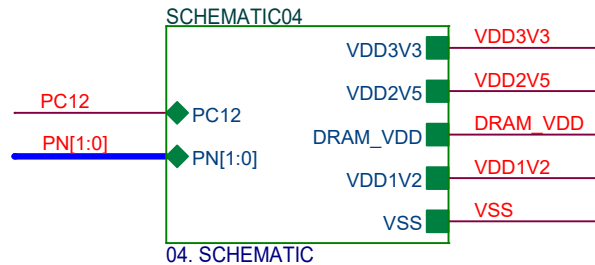 SCHEMATIC04
VDD3V3 VDD3V3
PC12 VDD2V5 VDD2V5
PC12
PN[1:0] DRAM_VDD DRAM_VDD
PN[1:0]
VDD1V2 VDD1V2
VSS VSS
04. SCHEMATIC